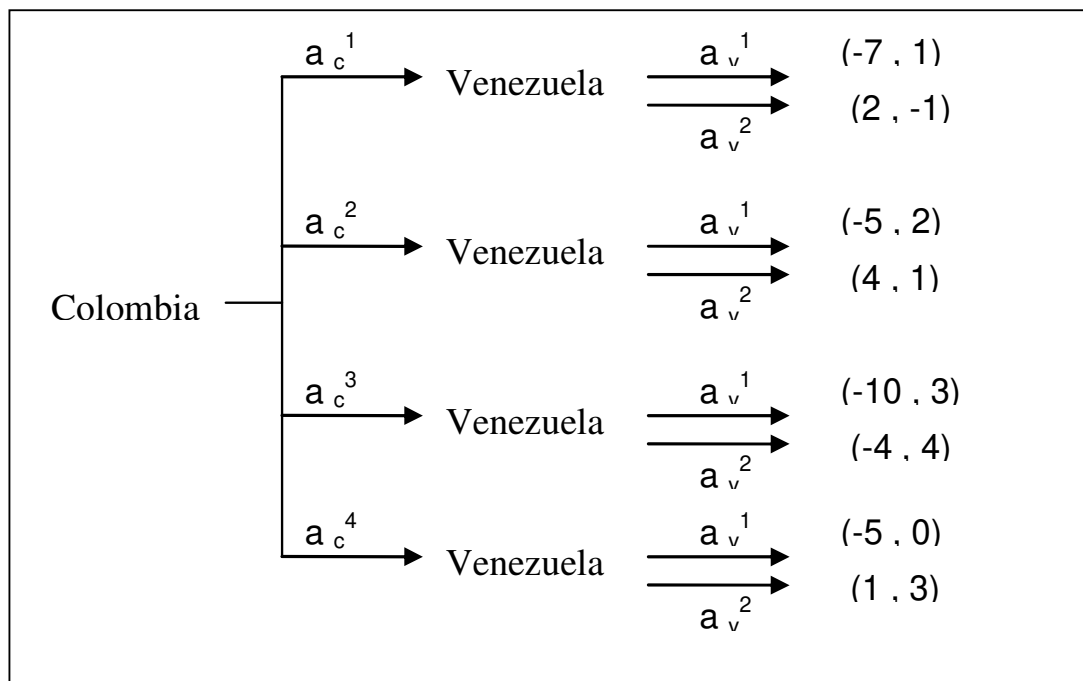 a c 1 a v 1 (-7 , 1)
Venezuela
(2 , -1)
a v 2
a c 2 a v 1 (-5 , 2)
Venezuela
(4 , 1)
a v 2
Colombia
a c 3 a v 1 (-10 , 3)
Venezuela
(-4 , 4)
a v 2
a c 4 a v 1 (-5 , 0)
Venezuela
(1 , 3)
a v 2